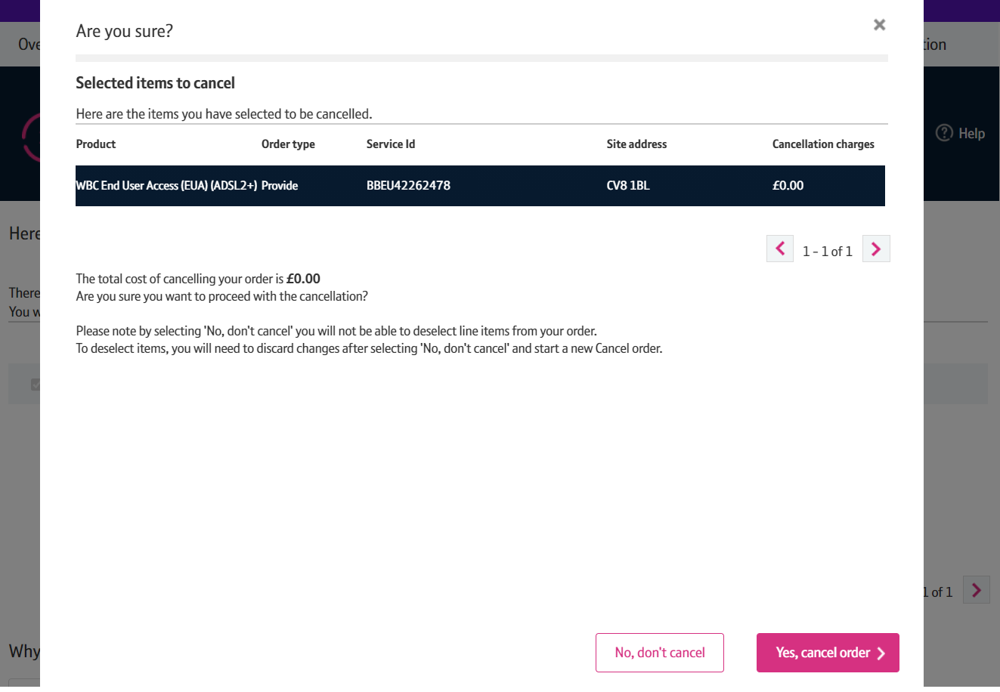 Are you sure?
Ove
tion
Selected items to cancel
Here are the items you have selected to be cancelled.
Product Order type Service Id Site address Cancellation charges
Help
WBC End User Access (EUA) (ADSL2+) Provide BBEU42262478 CV8 1BL £0.00
Here
1 - 1 of 1
The total cost of cancelling your order is £0.00
There
Are you sure you want to proceed with the cancellation?
You w
Please note by selecting 'No, don't cancel' you will not be able to deselect line items from your order.
To deselect items, you will need to discard changes after selecting 'No, don't cancel' and start a new Cancel order.
1 of 1
Why
No, don't cancel
Yes, cancel order